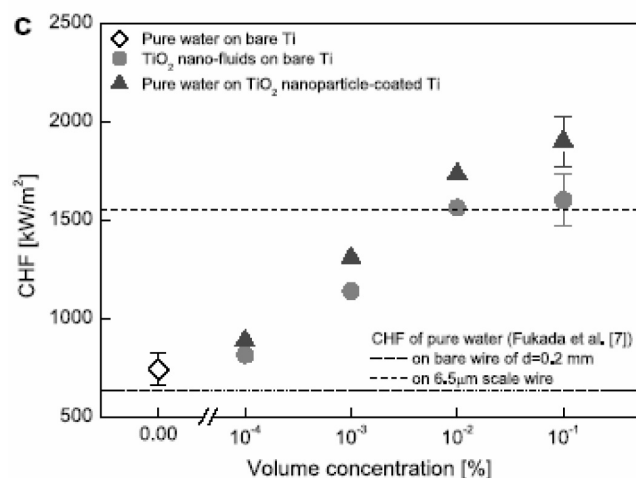 c
Pure water on bare Ti
TiO₂ nano-fluids on bare Ti
Pure water on TiO₂ nanoparticle-coated Ti
2500
2000
1500
1000
500
CHF [kW/m²]
CHF of pure water (Fukada et al. [7])
on bare wire of d=0.2 mm
on 6.5μm scale wire
0.00 10⁻⁴ 10⁻³ 10⁻² 10⁻¹
Volume concentration [%]